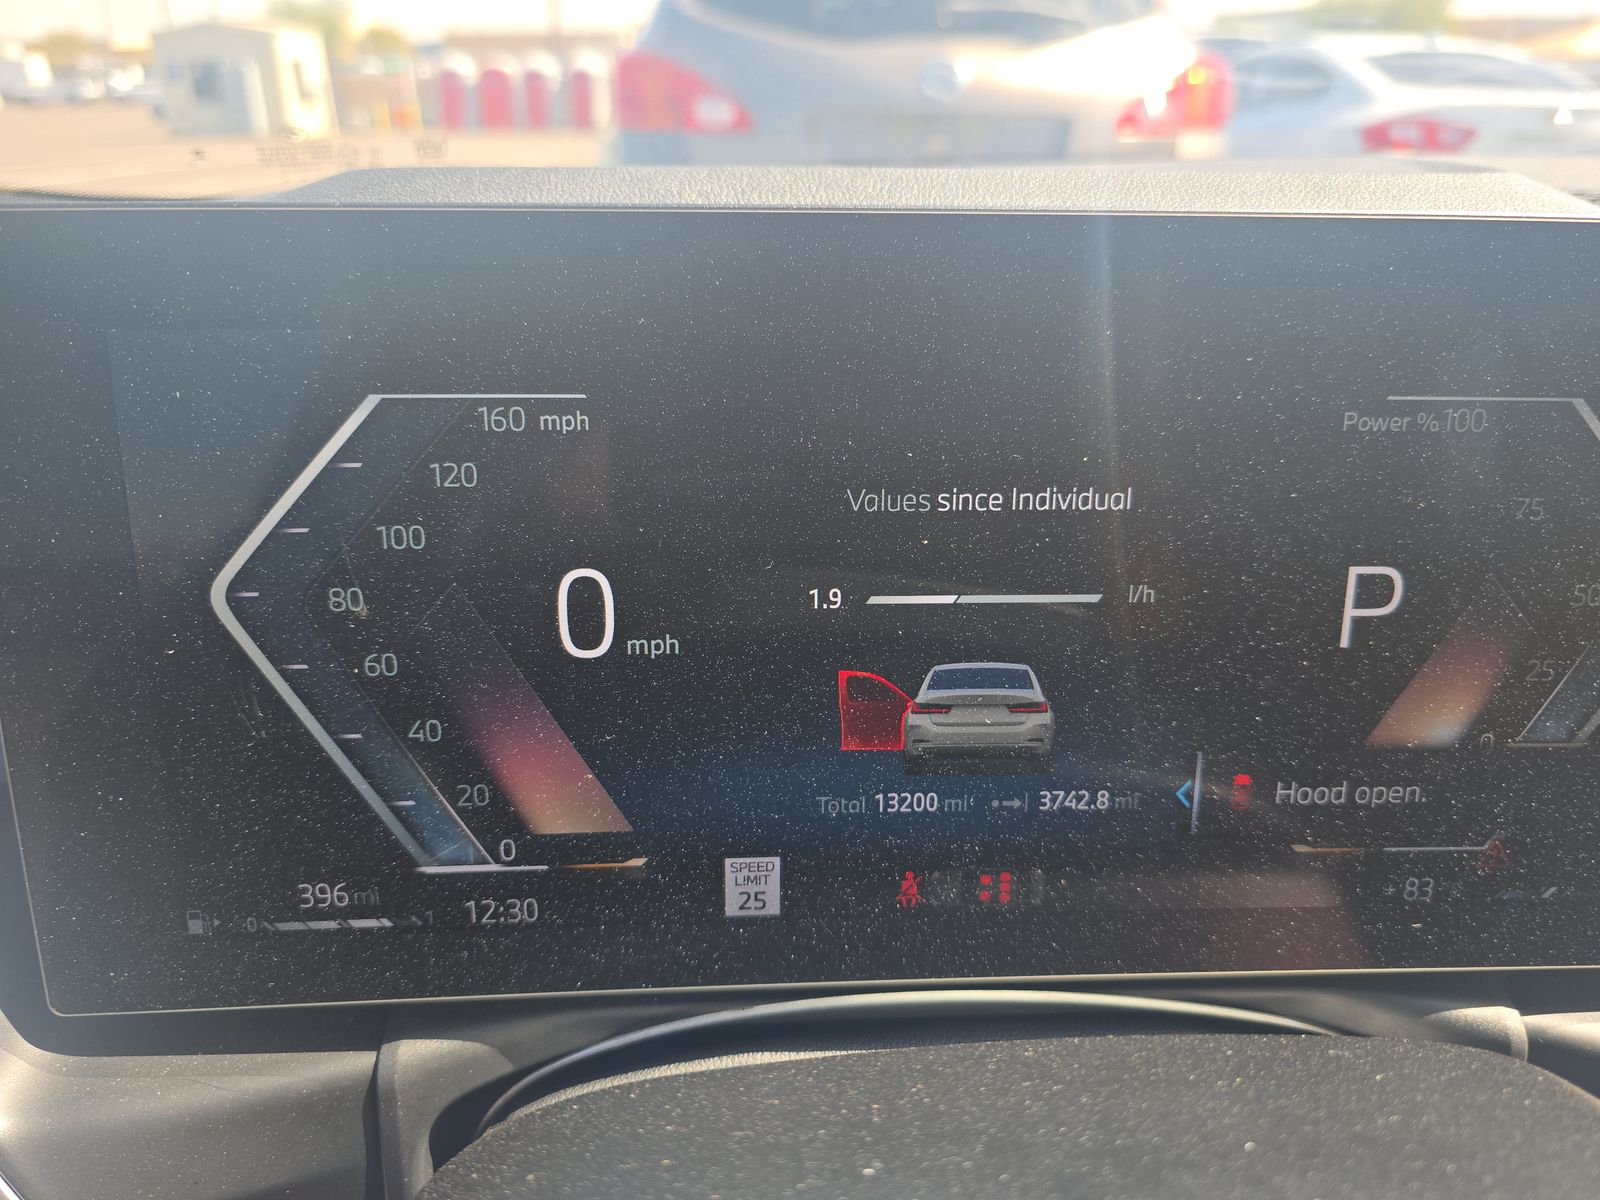 160 mph
120
100
80
60
40
20
0
0 mph
Values since Individual
1.9 l/h
Total 13200 mi 3742.8 mi
Power % 100
75
50
25
0
P
Hood open.
396 mi
0 1
12:30
SPEED
LIMIT
25
+83